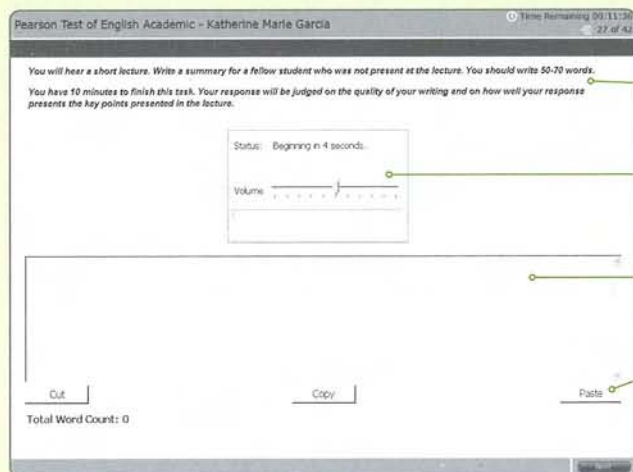 Pearson Test of English Academic - Katherine Marie Garcia
Time Remaining 00:11:36
27 of 42
You will hear a short lecture. Write a summary for a fellow student who was not present at the lecture. You should write 50-70 words.
You have 10 minutes to finish this task. Your response will be judged on the quality of your writing and on how well your response
presents the key points presented in the lecture.
Status: Beginning in 4 seconds.
Volume
Cut Copy Paste
Total Word Count: 0